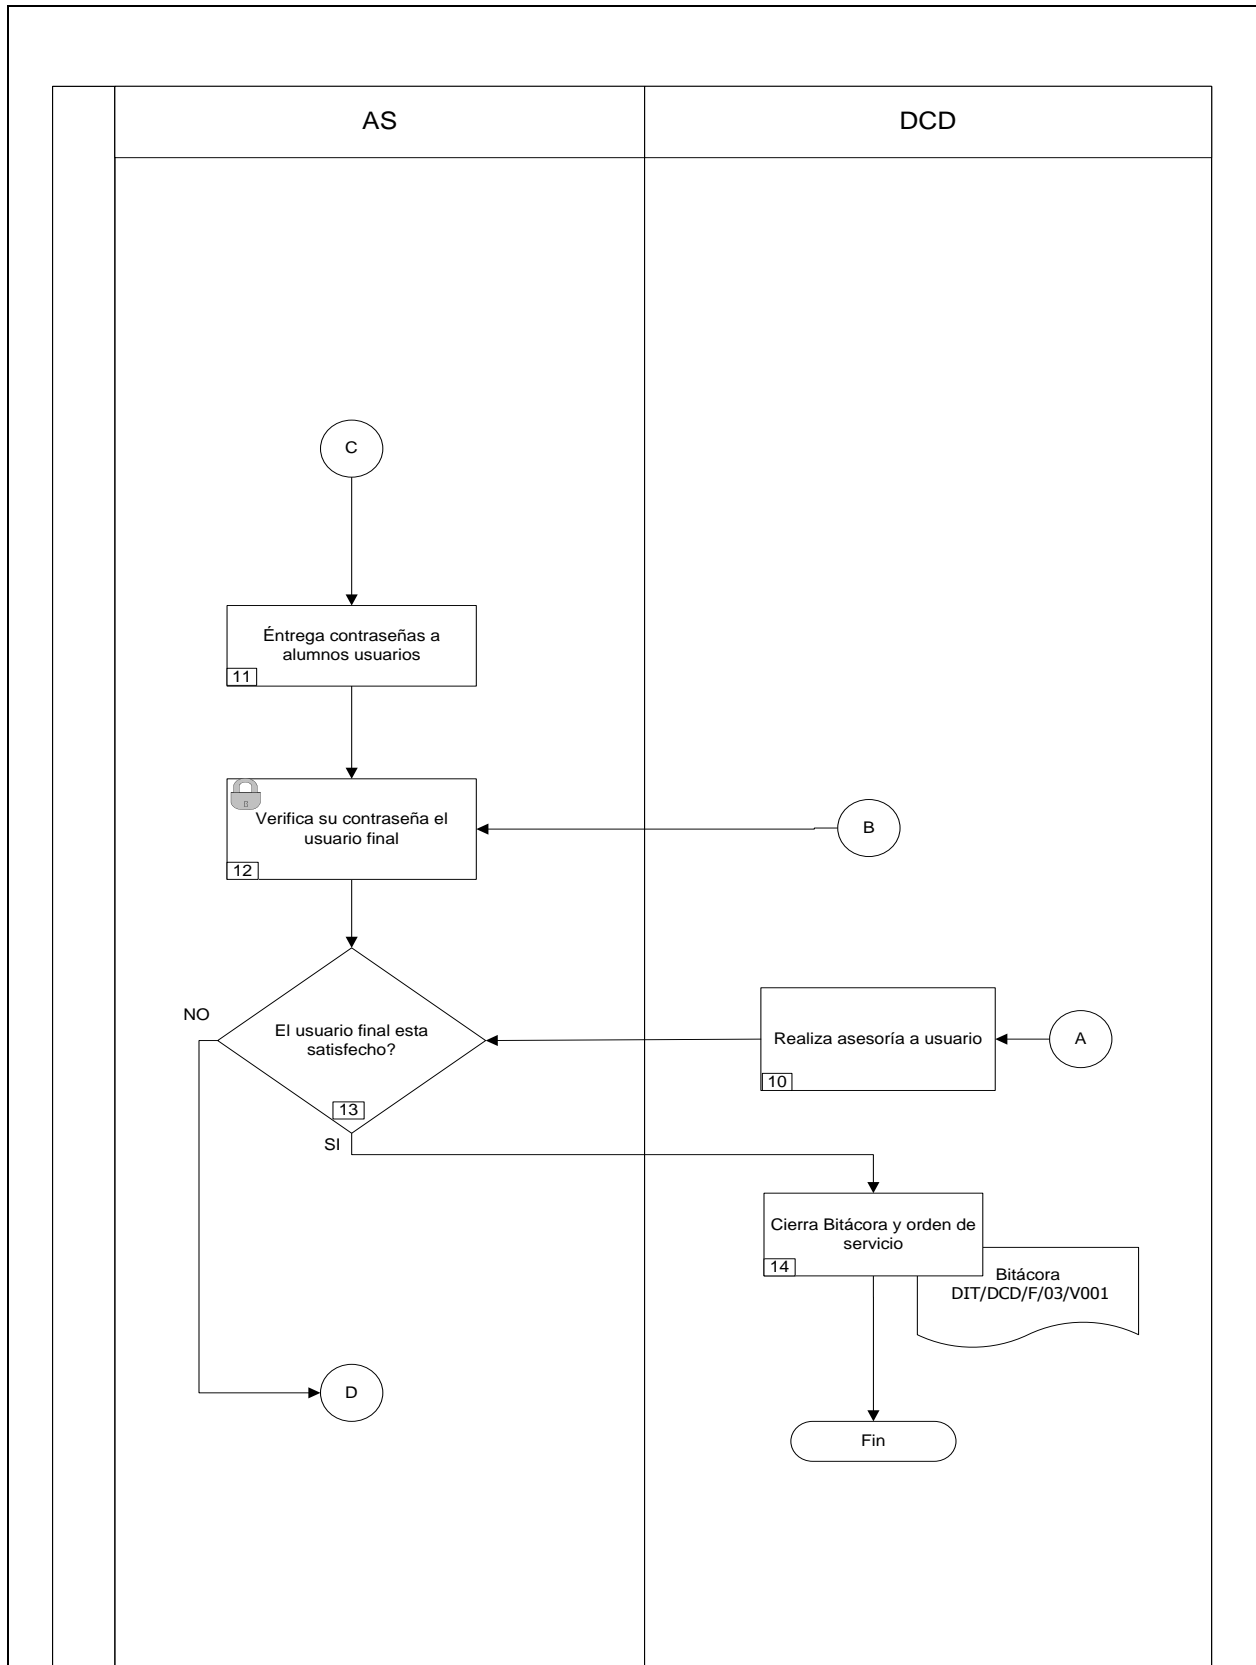 AS
DCD
C
Éntrega contraseñas a
alumnos usuarios
11
Verifica su contraseña el
usuario final
12
B
NO
El usuario final esta
satisfecho?
13
SI
Realiza asesoría a usuario
10
A
Cierra Bitácora y orden de
servicio
14
Bitácora
DIT/DCD/F/03/V001
D
Fin